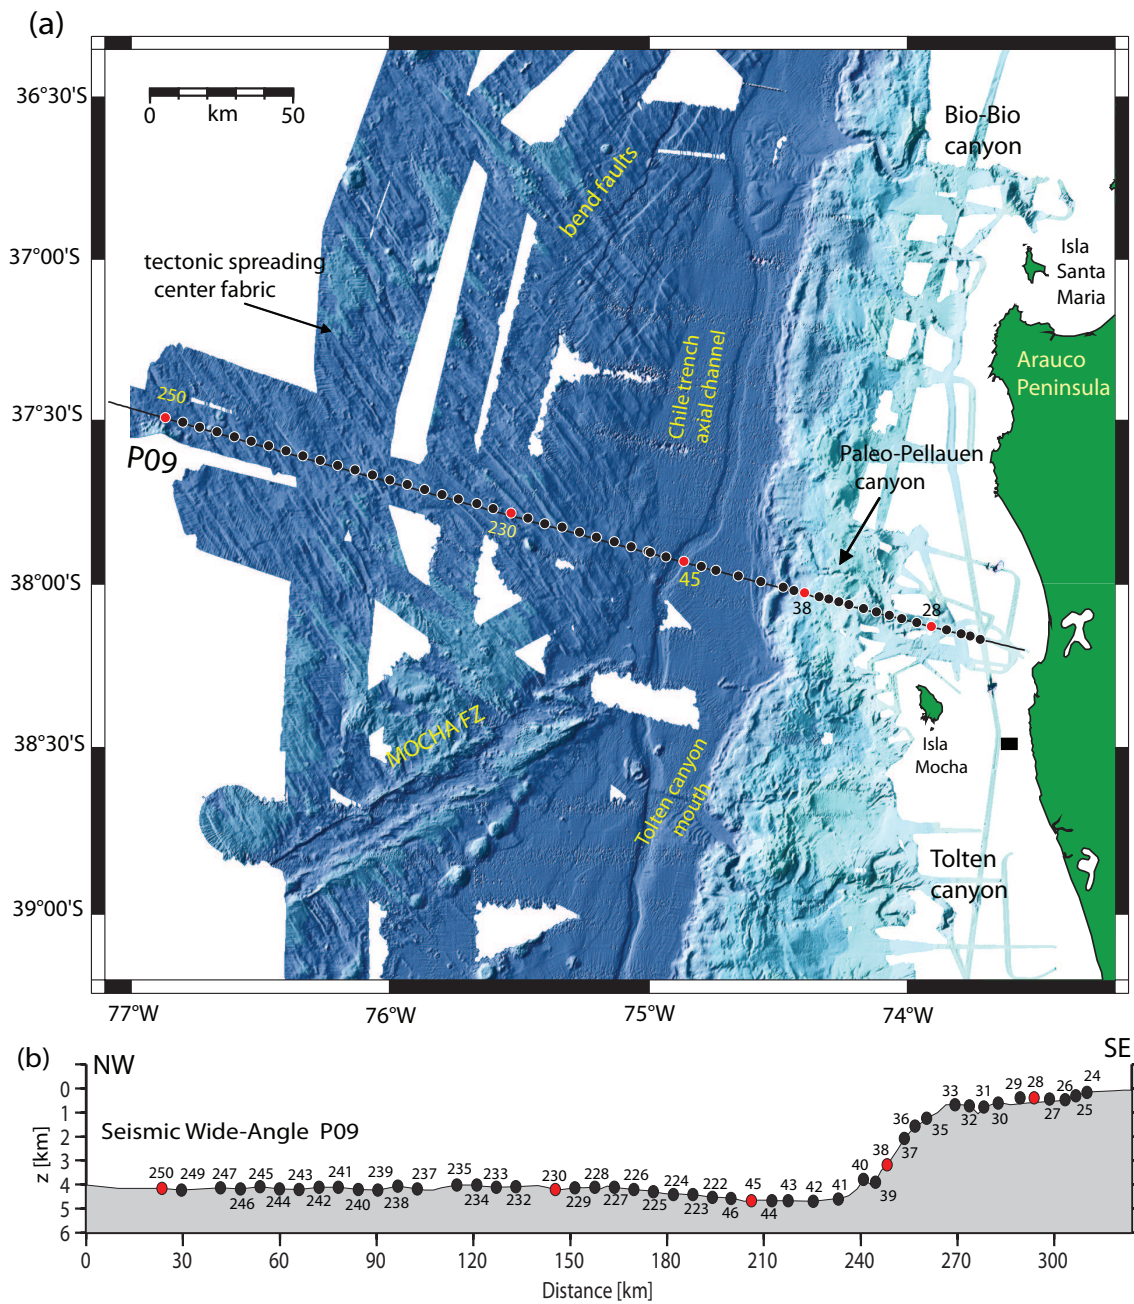 (a)
36°30'S
37°00'S
37°30'S
38°00'S
38°30'S
39°00'S
0 km 50
Bio-Bio
canyon
bend faults
Isla
Santa
Maria
tectonic spreading
center fabric
Arauco
Peninsula
Chile trench
axial channel
250
P09
Paleo-Pellauen
canyon
230
45
38
28
MOCHA FZ
Isla
Mocha
Tolten canyon
mouth
Tolten
canyon
77°W 76°W 75°W 74°W
(b)
NW
SE
z [km]
0
1
2
3
4
5
6
Seismic Wide-Angle P09
250 249 247 245 243 241 239 237 235 233 230 228 226 224 222 45 43 41 40 38 36 33 31 29 28 26 24
246 244 242 240 238 234 232 229 227 225 223 46 44 42 39 37 35 32 30 27 25
0 30 60 90 120 150 180 210 240 270 300
Distance [km]